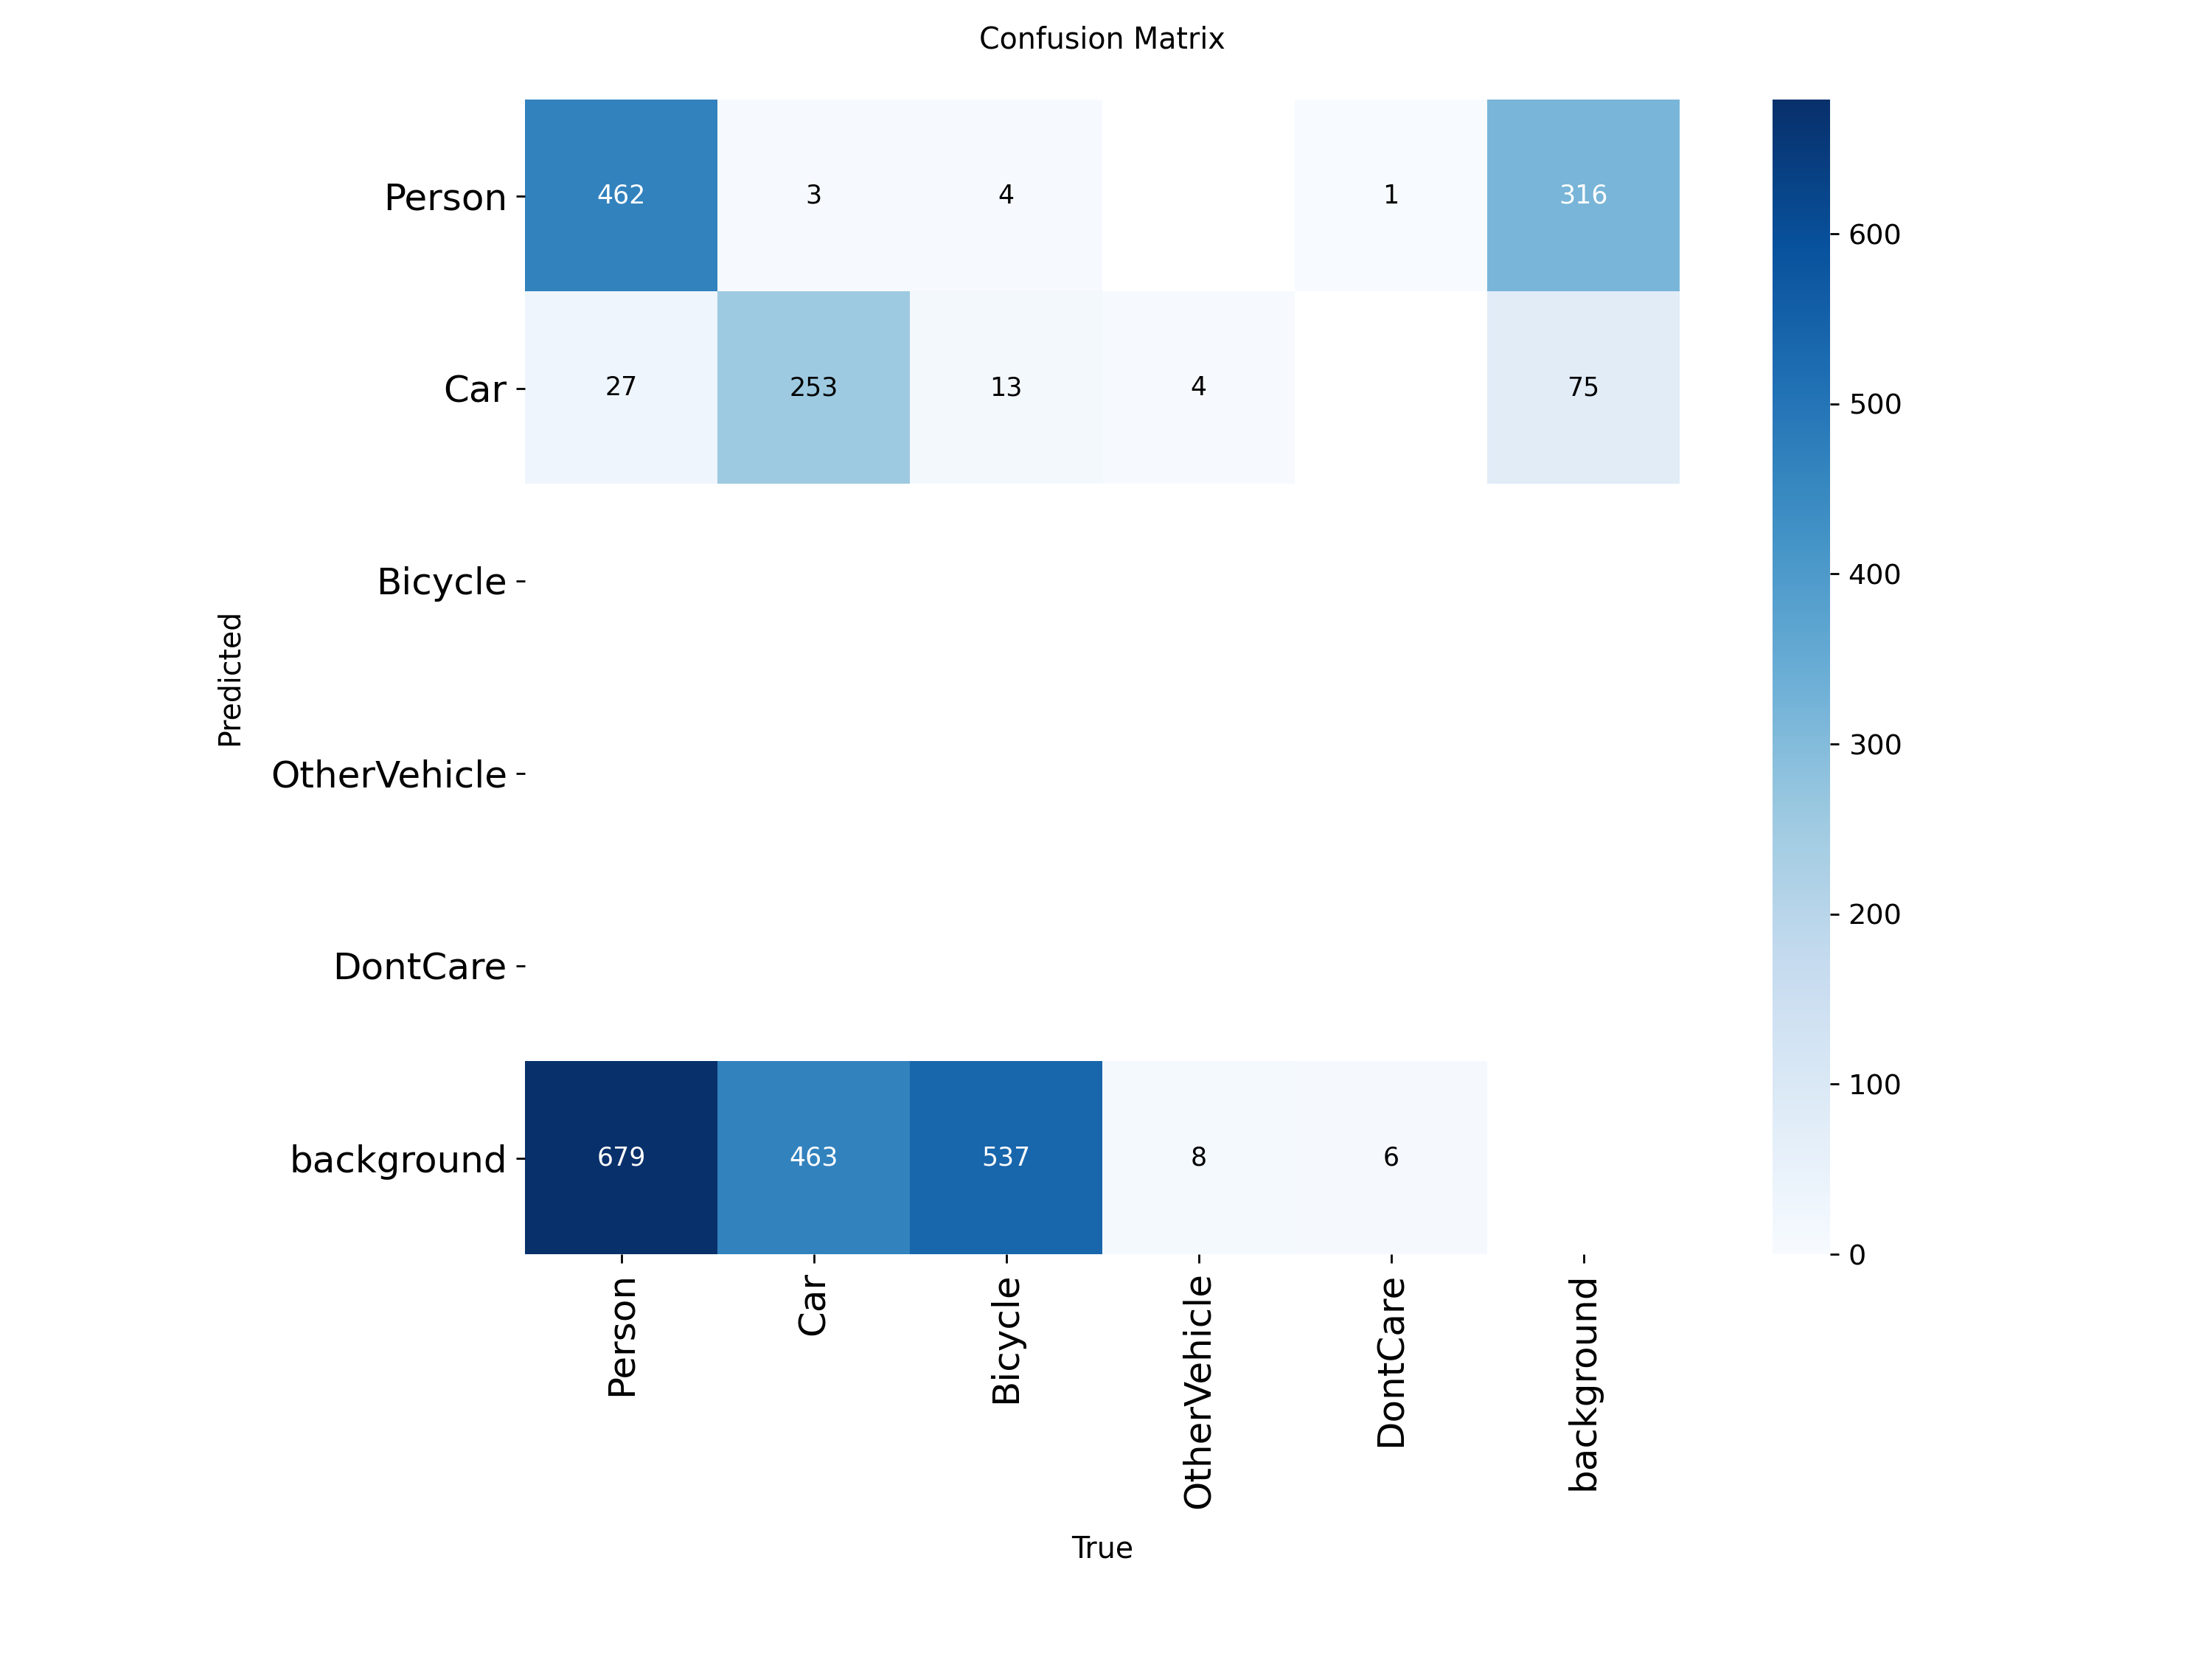 Confusion Matrix
Person
462
3
4
1
316
Car
27
253
13
4
75
Bicycle
OtherVehicle
DontCare
background
679
463
537
8
6
Predicted
Person
Car
Bicycle
OtherVehicle
DontCare
background
True
600
500
400
300
200
100
0